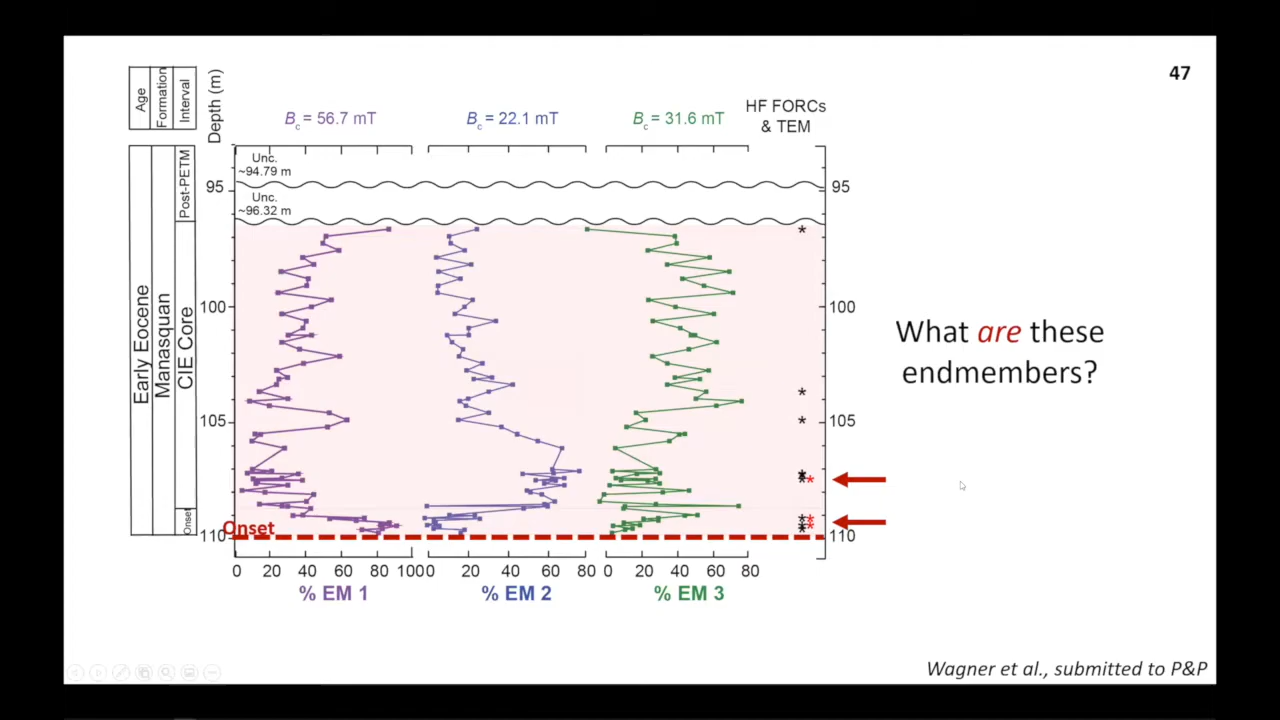 47
Age
Formation
Interval
Depth (m)
B_c = 56.7 mT
B_c = 22.1 mT
B_c = 31.6 mT
HF FORCs
& TEM
Early Eocene
Manasquan
Post-PETM
CIE Core
Onset
Unc.
~94.79 m
Unc.
~96.32 m
95
100
105
110
95
100
105
110
*
*
*
*
*
*
*
*
Onset
0 20 40 60 80 100
0 20 40 60 80
0 20 40 60 80
% EM 1
% EM 2
% EM 3
What are these
endmembers?
Wagner et al., submitted to P&P